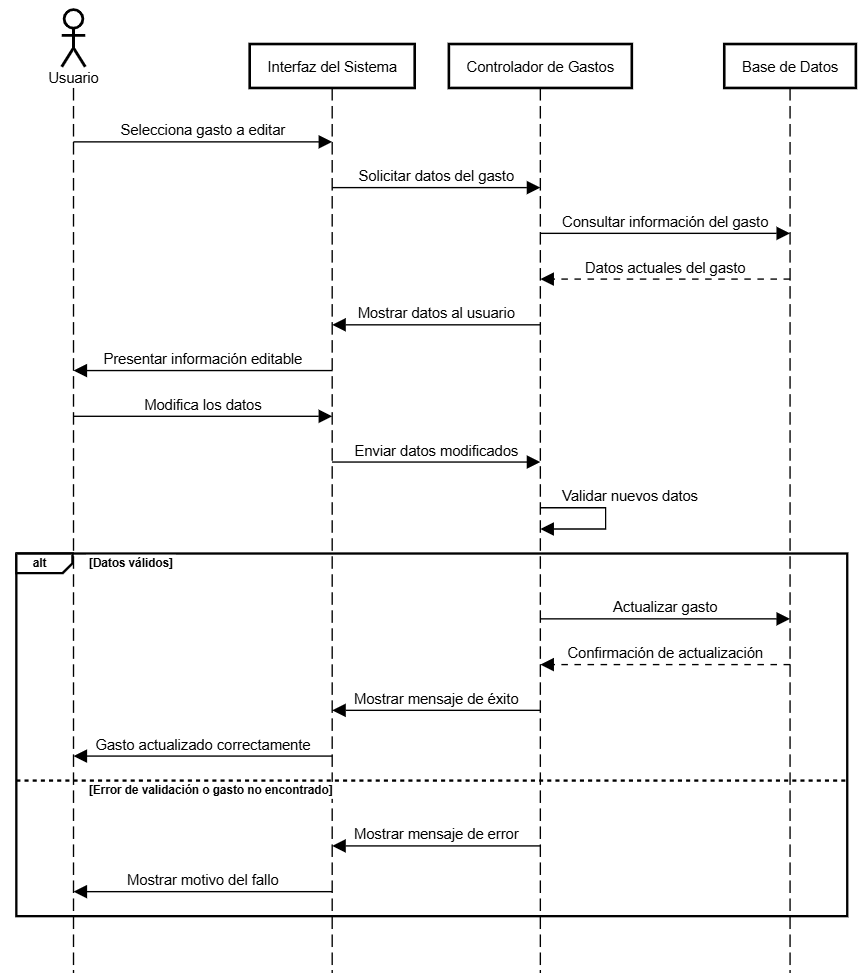 Usuario
Interfaz del Sistema
Controlador de Gastos
Base de Datos
Selecciona gasto a editar
Solicitar datos del gasto
Consultar información del gasto
Datos actuales del gasto
Mostrar datos al usuario
Presentar información editable
Modifica los datos
Enviar datos modificados
Validar nuevos datos
alt
[Datos válidos]
Actualizar gasto
Confirmación de actualización
Mostrar mensaje de éxito
Gasto actualizado correctamente
[Error de validación o gasto no encontrado]
Mostrar mensaje de error
Mostrar motivo del fallo